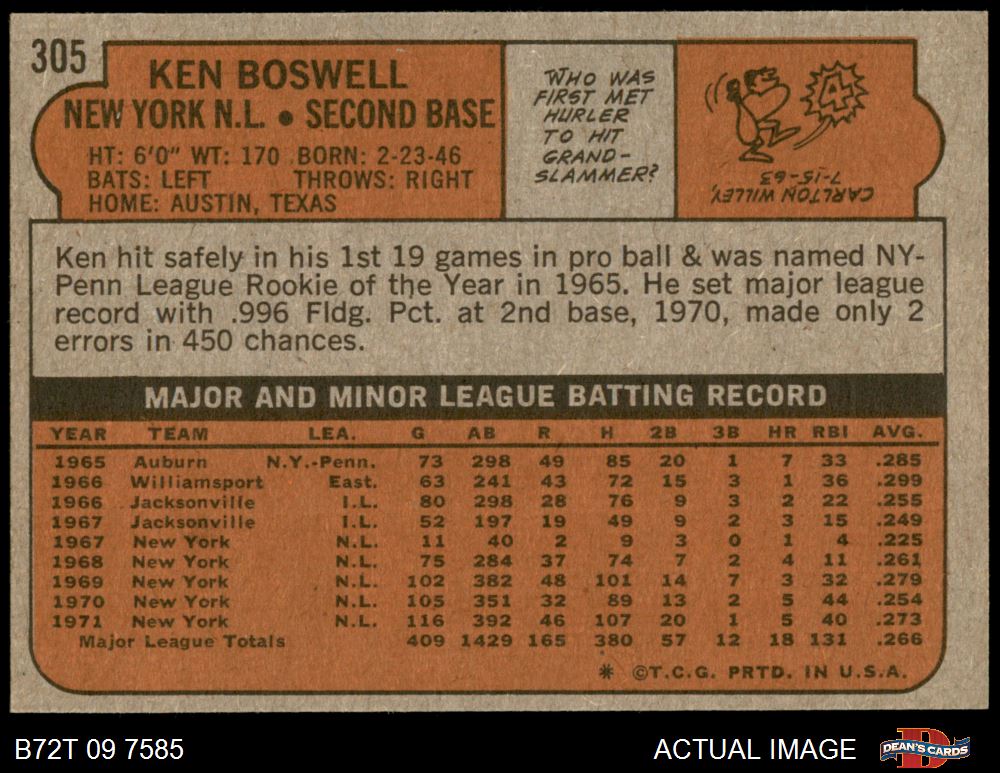 305
KEN BOSWELL
NEW YORK N.L. • SECOND BASE
HT: 6'0" WT: 170 BORN: 2-23-46
BATS: LEFT THROWS: RIGHT
HOME: AUSTIN, TEXAS
WHO WAS
FIRST MET
HURLER
TO HIT
GRAND-
SLAMMER?
4
CARLTON WILLEY,
7-15-63
Ken hit safely in his 1st 19 games in pro ball & was named NY-
Penn League Rookie of the Year in 1965. He set major league
record with .996 Fldg. Pct. at 2nd base, 1970, made only 2
errors in 450 chances.
MAJOR AND MINOR LEAGUE BATTING RECORD
YEAR TEAM LEA. G AB R H 2B 3B HR RBI AVG.
1965 Auburn N.Y.-Penn. 73 298 49 85 20 1 7 33 .285
1966 Williamsport East. 63 241 43 72 15 3 1 36 .299
1966 Jacksonville I.L. 80 298 28 76 9 3 2 22 .255
1967 Jacksonville I.L. 52 197 19 49 9 2 3 15 .249
1967 New York N.L. 11 40 2 9 3 0 1 4 .225
1968 New York N.L. 75 284 37 74 7 2 4 11 .261
1969 New York N.L. 102 382 48 101 14 7 3 32 .279
1970 New York N.L. 105 351 32 89 13 2 5 44 .254
1971 New York N.L. 116 392 46 107 20 1 5 40 .273
Major League Totals 409 1429 165 380 57 12 18 131 .266
* ©T.C.G. PRTD. IN U.S.A.
B72T 09 7585
ACTUAL IMAGE
DEAN'S CARDS